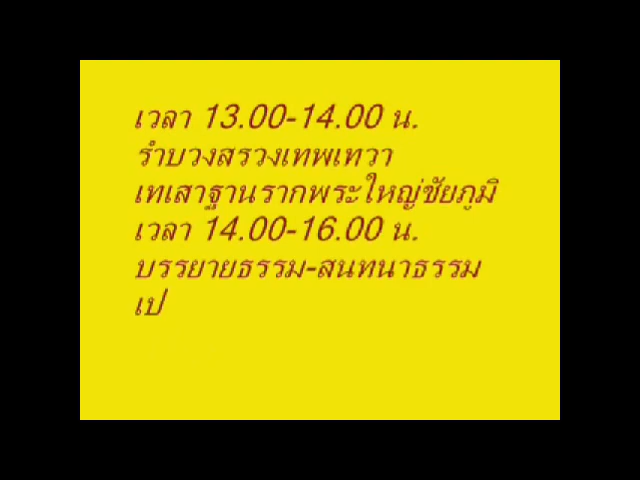 เวลา 13.00-14.00 น.
รำบวงสรวงเทพเทวา
เทเสาฐานรากพระใหญ่ชัยภูมิ
เวลา 14.00-16.00 น.
บรรยายธรรม-สนทนาธรรม
เป